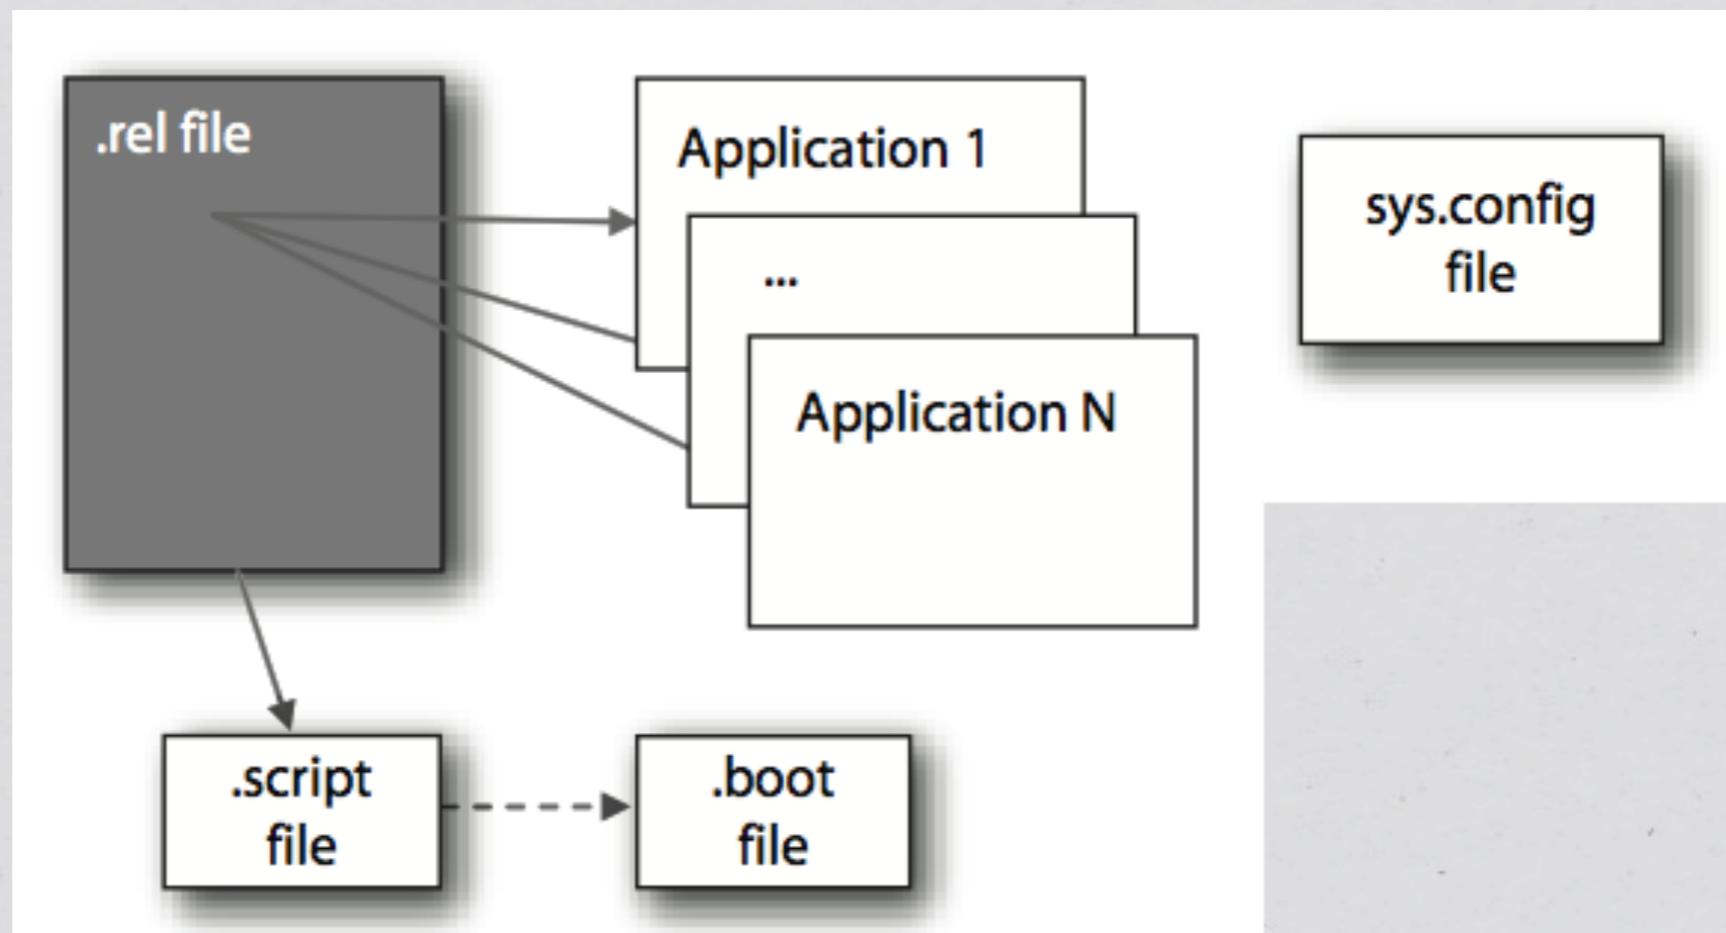 .rel file
Application 1
...
Application N
sys.config
file
.script
file
.boot
file